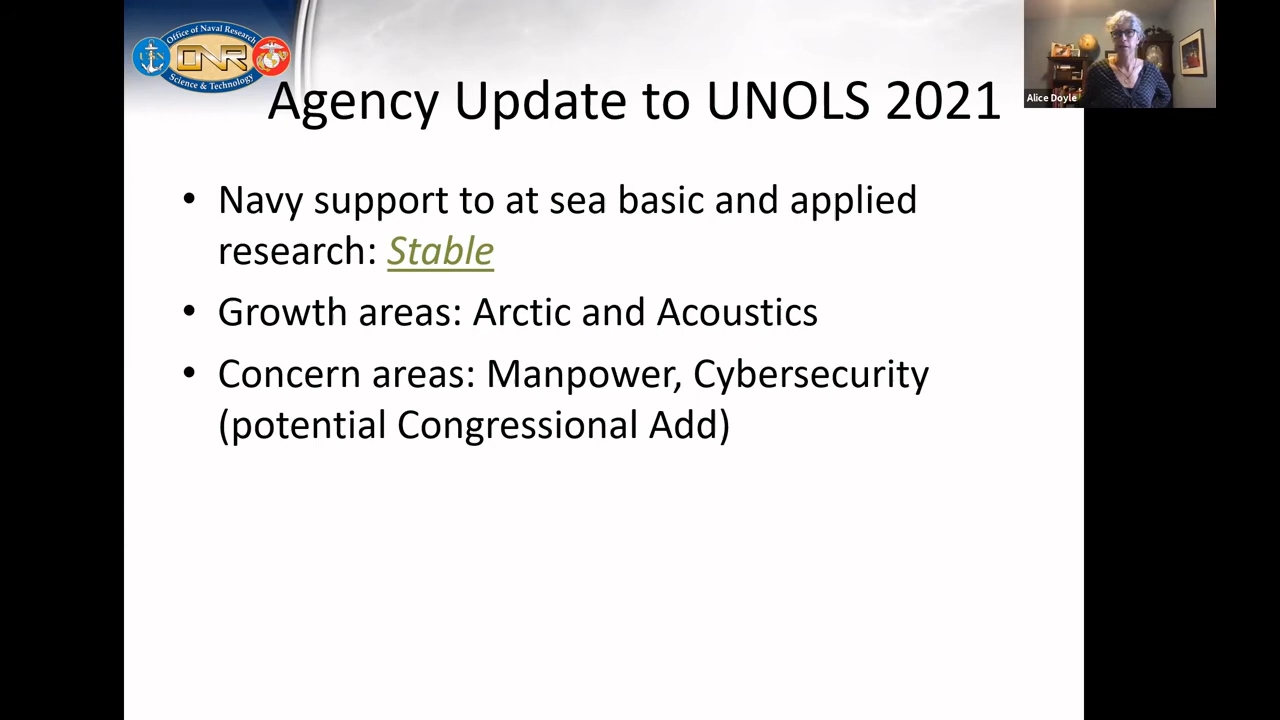 Office of Naval Research
ONR
Science & Technology
Agency Update to UNOLS 2021
Alice Doyle
• Navy support to at sea basic and applied
research: Stable
• Growth areas: Arctic and Acoustics
• Concern areas: Manpower, Cybersecurity
(potential Congressional Add)